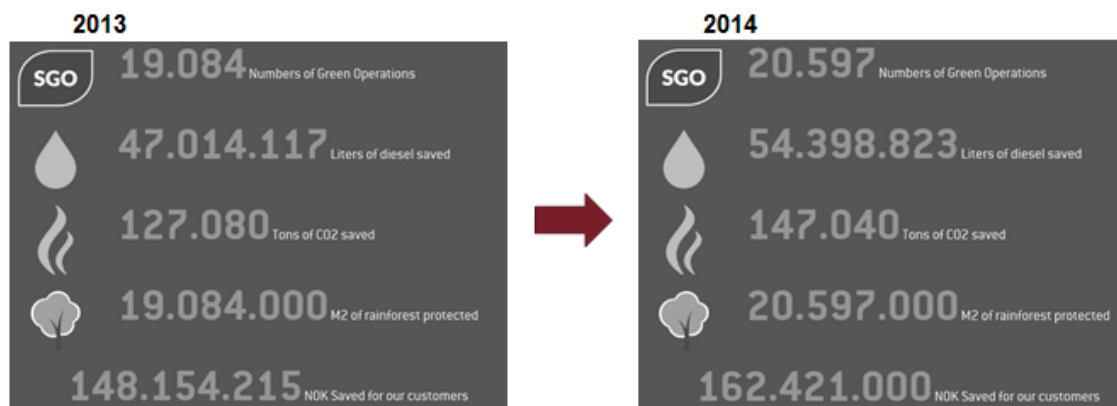 2013
SGO
19.084 Numbers of Green Operations
47.014.117 Liters of diesel saved
127.080 Tons of CO2 saved
19.084.000 M2 of rainforest protected
148.154.215 NOK Saved for our customers
2014
SGO
20.597 Numbers of Green Operations
54.398.823 Liters of diesel saved
147.040 Tons of CO2 saved
20.597.000 M2 of rainforest protected
162.421.000 NOK Saved for our customers